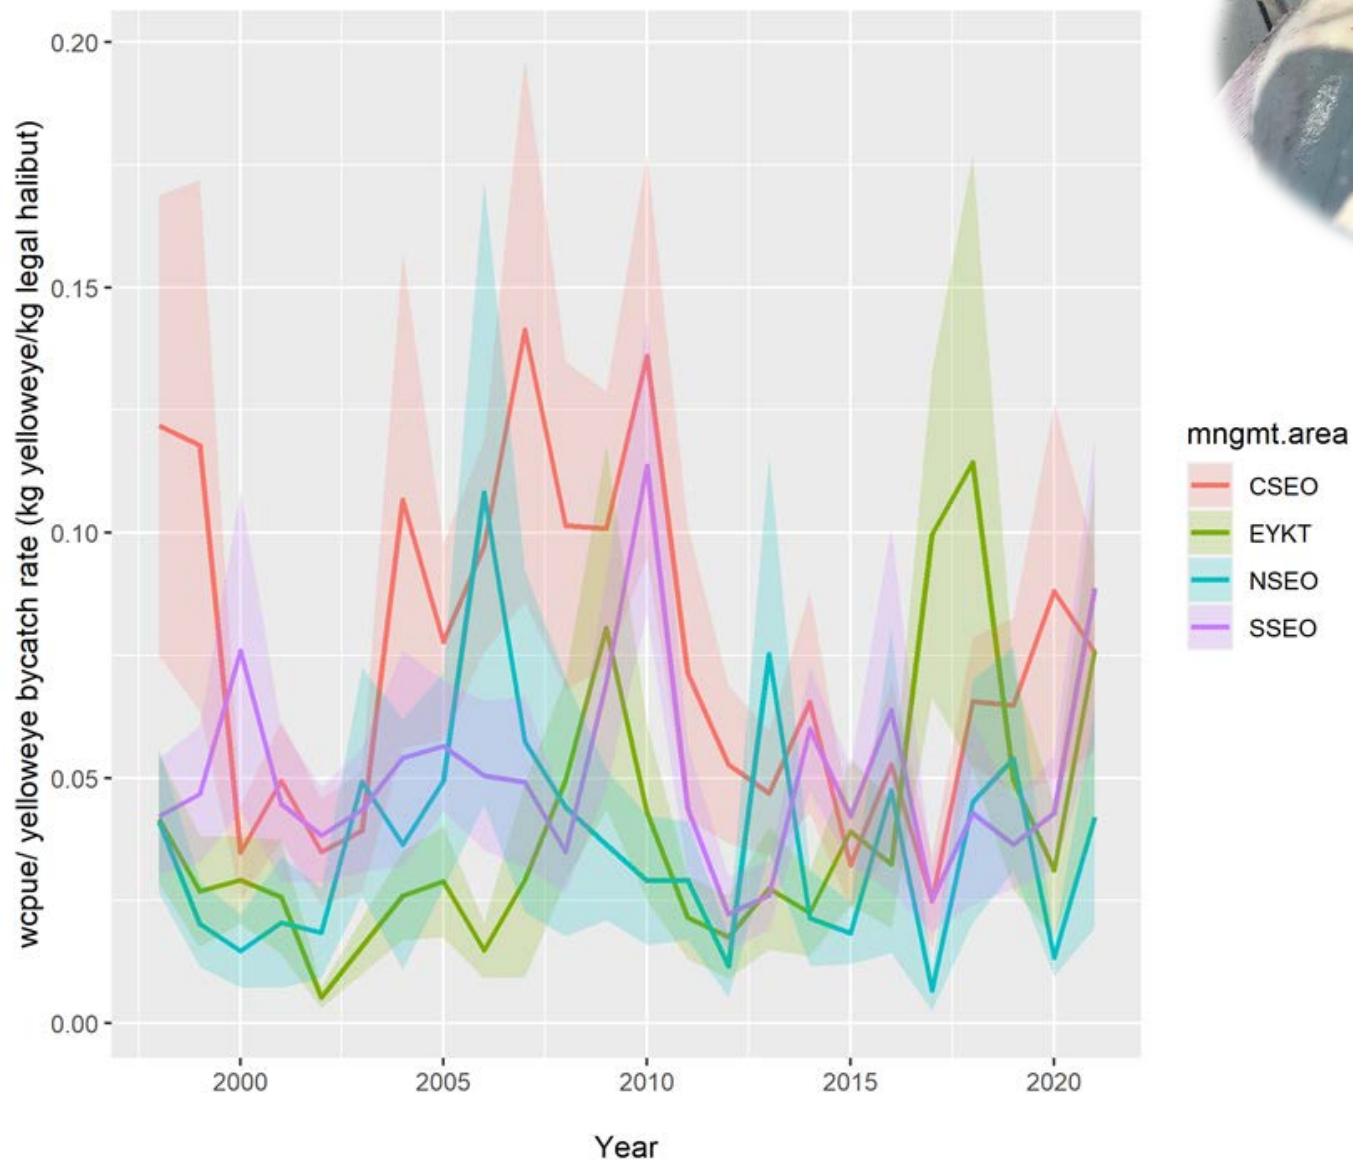 wcpue/ yelloweye bycatch rate (kg yelloweye/kg legal halibut)
0.20
0.15
0.10
0.05
0.00
2000 2005 2010 2015 2020
Year
mngmt.area
CSEO
EYKT
NSEO
SSEO